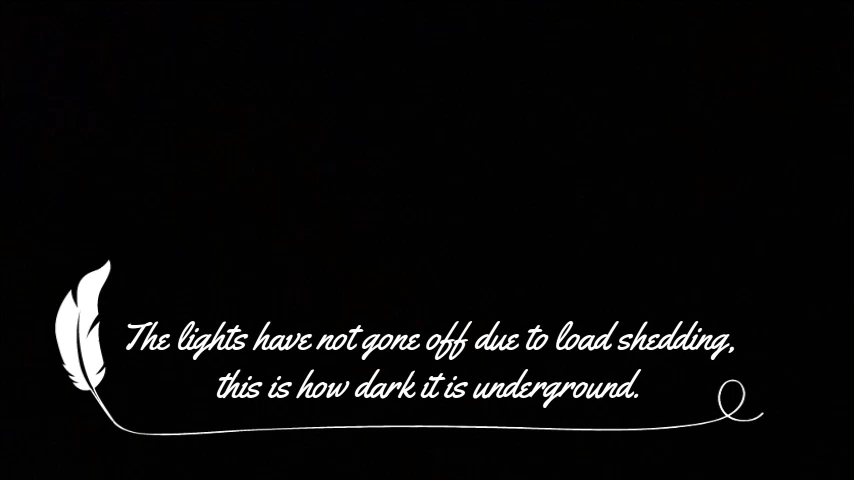 The lights have not gone off due to load shedding,
this is how dark it is underground.